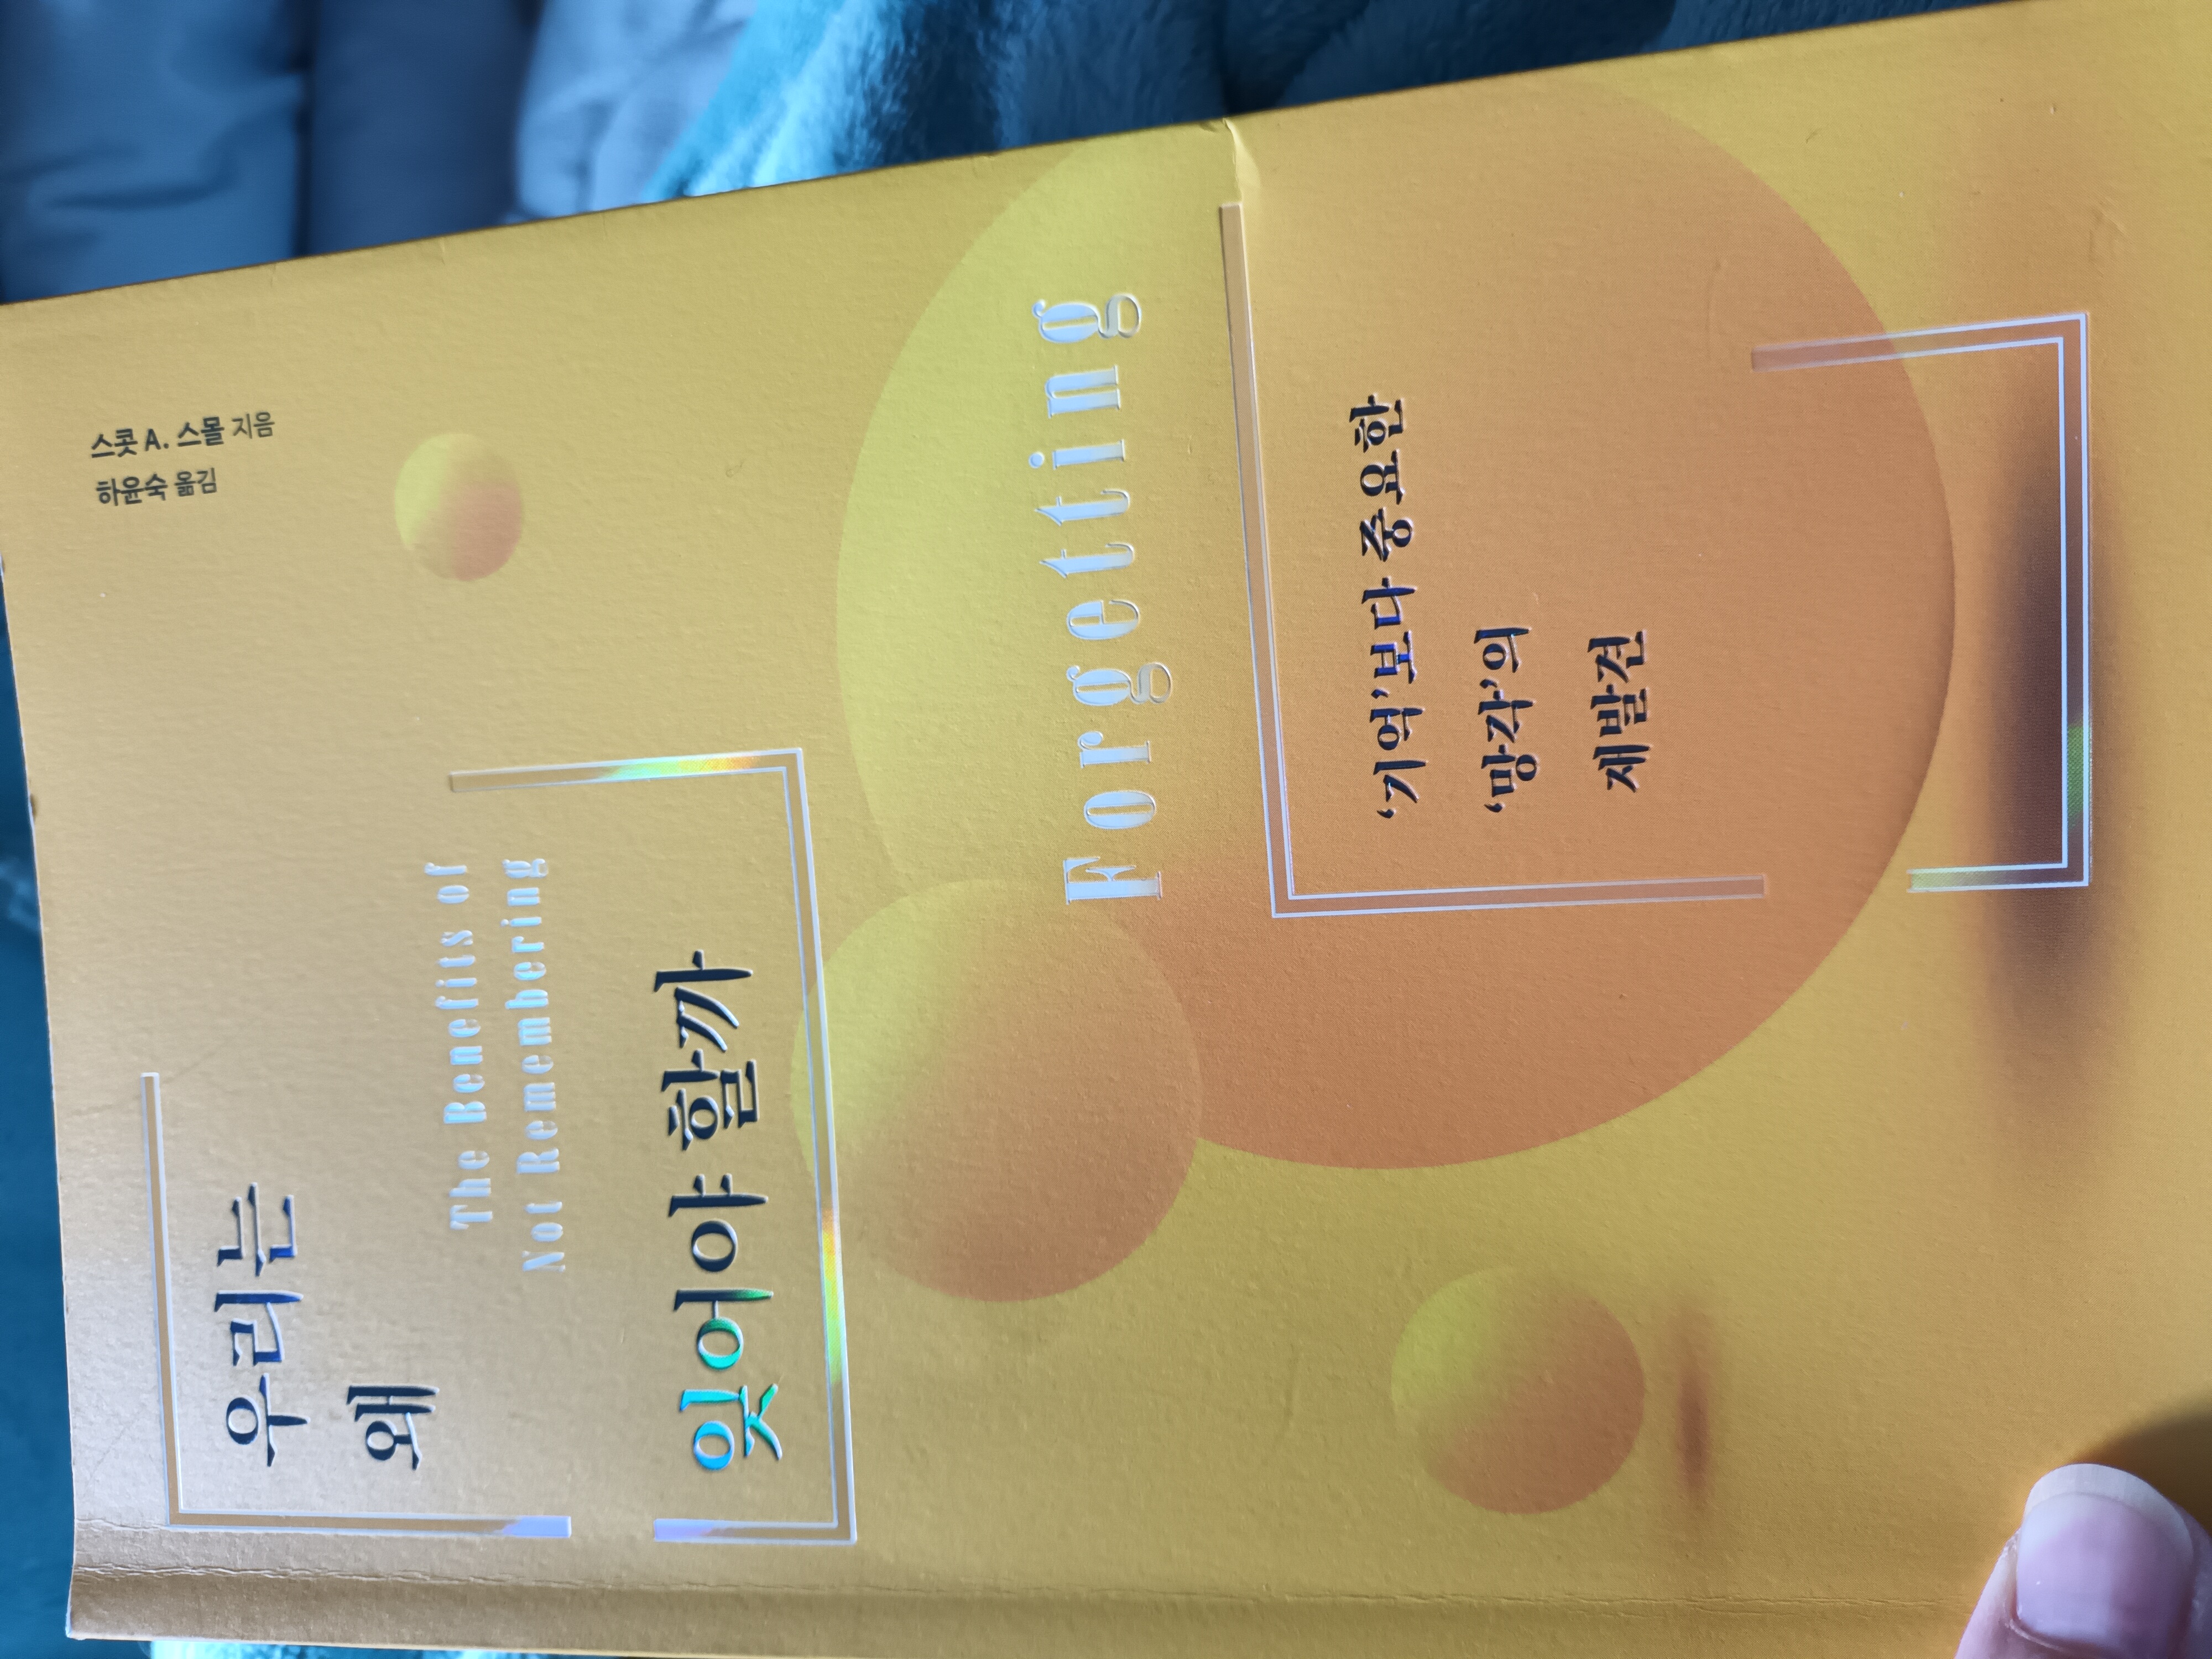 스콧 A. 스몰 지음
하윤숙 옮김
우리는
왜
The Benefits of
Not Remembering
잊어야 할까
Forgetting
‘기억’보다 중요한
‘망각’의
재발견